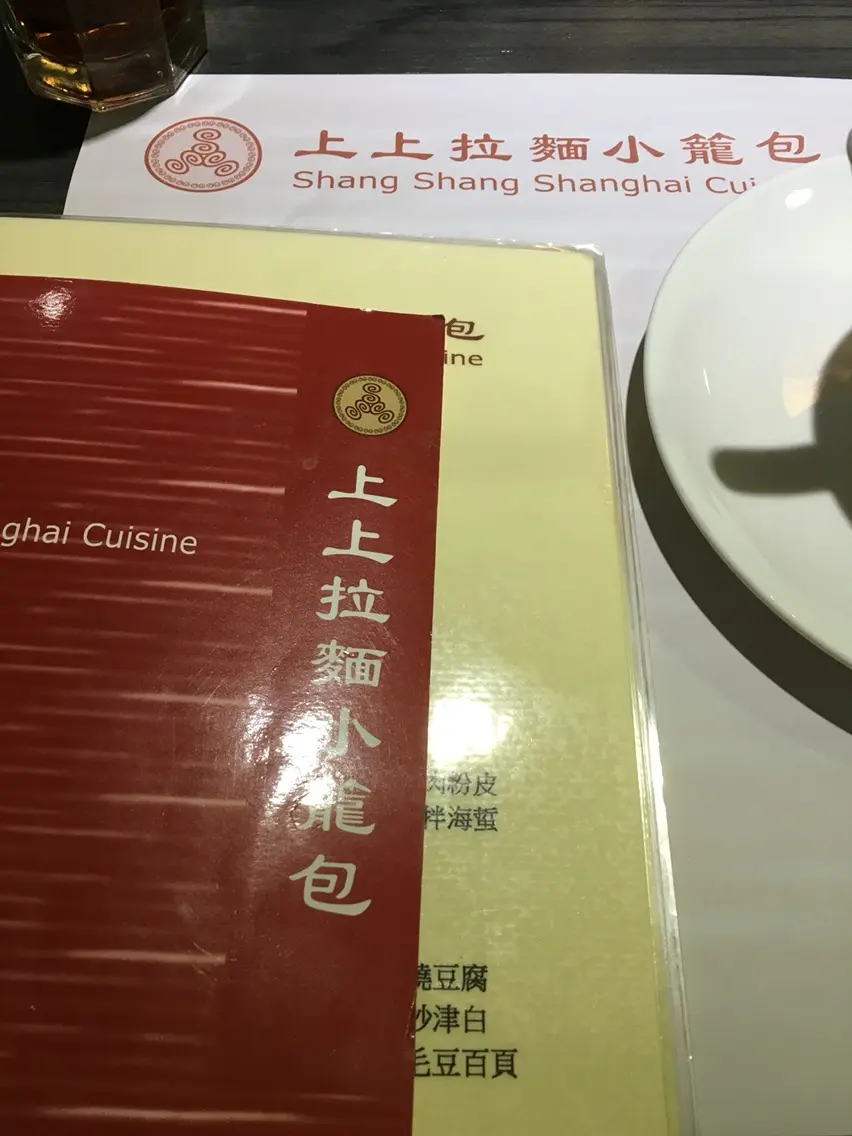 上上拉麵小籠包
Shang Shang Shanghai
包
ine
ghai Cuisine
上上拉麵小籠包
肉粉皮
拌海蜇
燒豆腐
炒津白
毛豆百頁